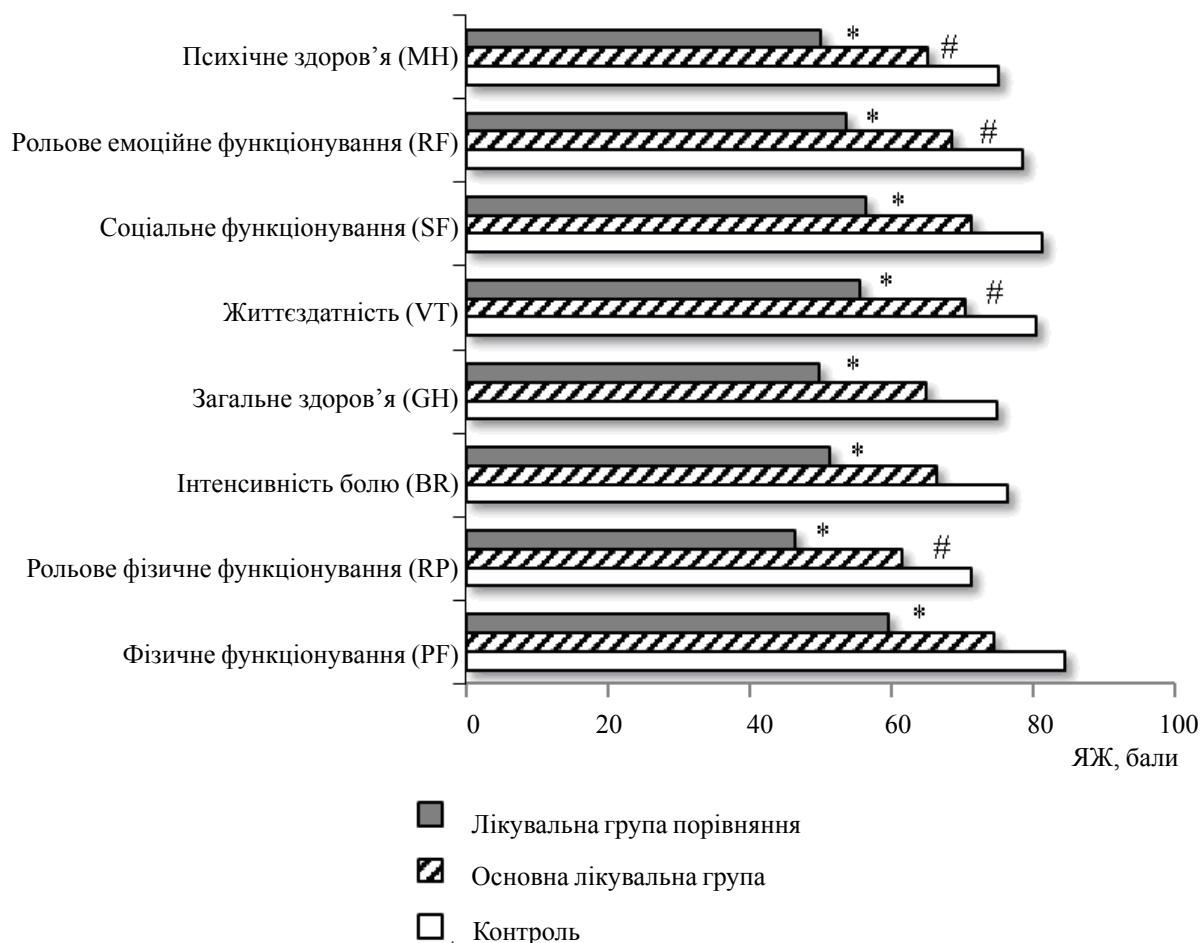 Психічне здоров’я (MH)
* #
Рольове емоційне функціонування (RF)
* #
Соціальне функціонування (SF)
*
Життєздатність (VT)
* #
Загальне здоров’я (GH)
*
Інтенсивність болю (BR)
*
Рольове фізичне функціонування (RP)
* #
Фізичне функціонування (PF)
*
0 20 40 60 80 100
ЯЖ, бали
Лікувальна група порівняння
Основна лікувальна група
Контроль